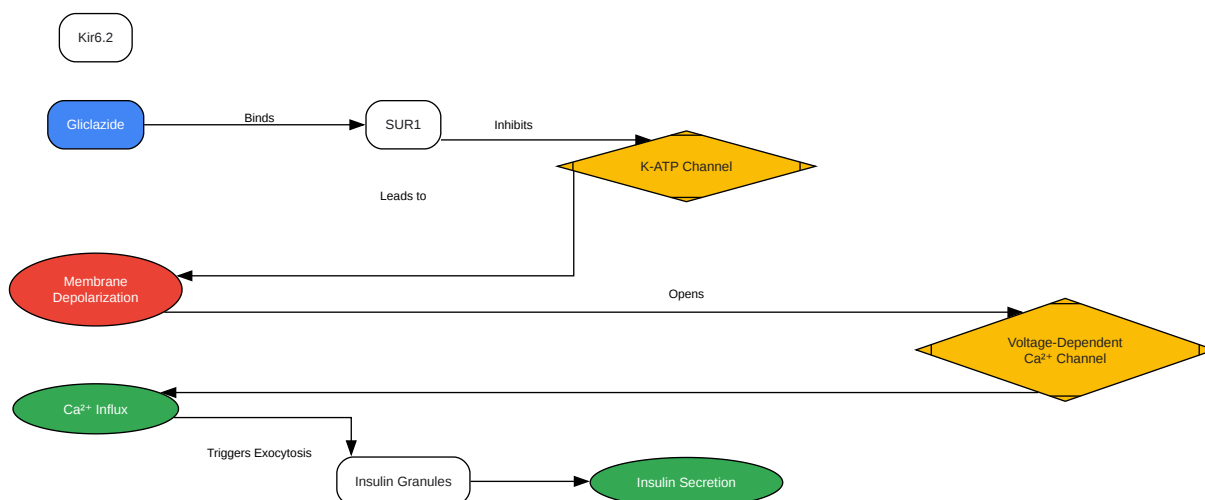 Kir6.2
Gliclazide
Binds
SUR1
Inhibits
K-ATP Channel
Leads to
Membrane
Depolarization
Opens
Voltage-Dependent
Ca²⁺ Channel
Ca²⁺ Influx
Triggers Exocytosis
Insulin Granules
Insulin Secretion